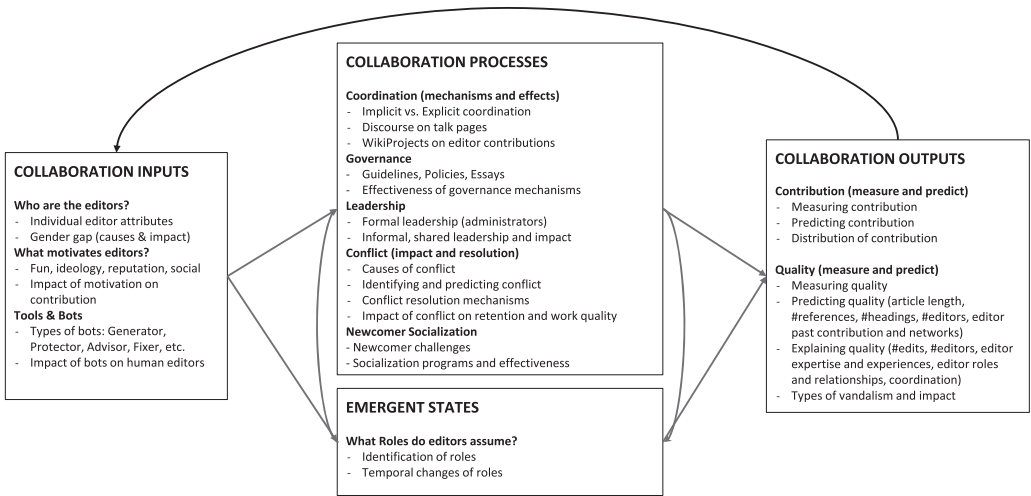 COLLABORATION INPUTS
Who are the editors?
- Individual editor attributes
- Gender gap (causes & impact)
What motivates editors?
- Fun, ideology, reputation, social
- Impact of motivation on
contribution
Tools & Bots
- Types of bots: Generator,
Protector, Advisor, Fixer, etc.
- Impact of bots on human editors
COLLABORATION PROCESSES
Coordination (mechanisms and effects)
- Implicit vs. Explicit coordination
- Discourse on talk pages
- WikiProjects on editor contributions
Governance
- Guidelines, Policies, Essays
- Effectiveness of governance mechanisms
Leadership
- Formal leadership (administrators)
- Informal, shared leadership and impact
Conflict (impact and resolution)
- Causes of conflict
- Identifying and predicting conflict
- Conflict resolution mechanisms
- Impact of conflict on retention and work quality
Newcomer Socialization
- Newcomer challenges
- Socialization programs and effectiveness
EMERGENT STATES
What Roles do editors assume?
- Identification of roles
- Temporal changes of roles
COLLABORATION OUTPUTS
Contribution (measure and predict)
- Measuring contribution
- Predicting contribution
- Distribution of contribution
Quality (measure and predict)
- Measuring quality
- Predicting quality (article length,
#references, #headings, #editors, editor
past contribution and networks)
- Explaining quality (#edits, #editors, editor
expertise and experiences, editor roles
and relationships, coordination)
- Types of vandalism and impact